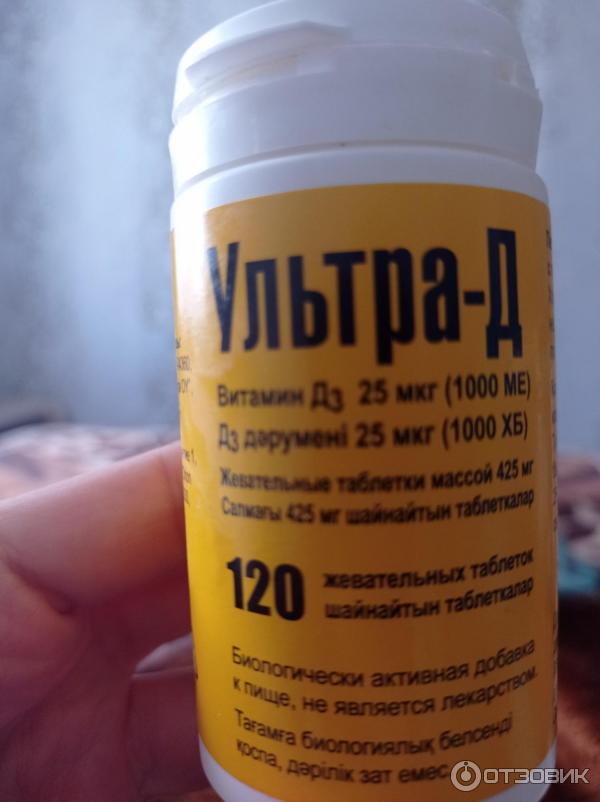 Ультра-Д
Витамин Д3 25 мкг (1000 МЕ)
Д3 дәрумені 25 мкг (1000 ХБ)
Жевательные таблетки массой 425 мг
Салмағы 425 мг шайнайтын таблеткалар
120 жевательных таблеток
шайнайтын таблеткалар
Биологически активная добавка
к пище, не является лекарством.
Тағамға биологиялық белсенді
қоспа, дәрілік зат емес
ОТЗОВИК